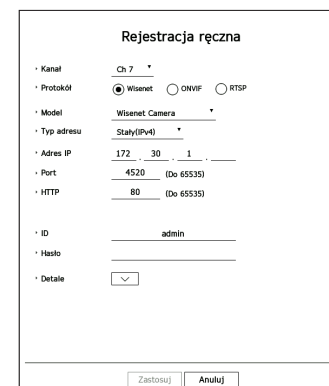 Rejestracja ręczna
Kanał Ch 7
Protokół Wisenet ONVIF RTSP
Model Wisenet Camera
Typ adresu Stały(IPv4)
Adres IP 172 . 30 . 1 .
Port 4520 (Do 65535)
HTTP 80 (Do 65535)
ID admin
Hasło
Detale
Zastosuj Anuluj